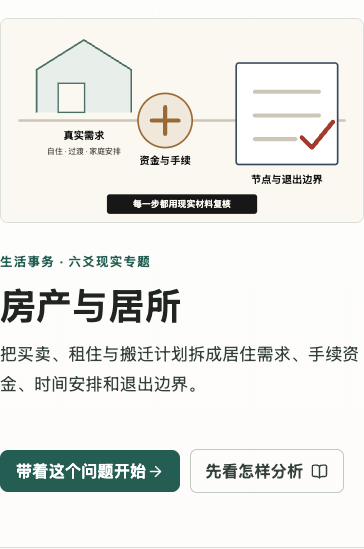 真实需求
自住 · 过渡 · 家庭安排
资金与手续
节点与退出边界
每一步都用现实材料复核
生活事务 · 六爻现实专题
房产与居所
把买卖、租住与搬迁计划拆成居住需求、手续资
金、时间安排和退出边界。
带着这个问题开始→
先看怎样分析